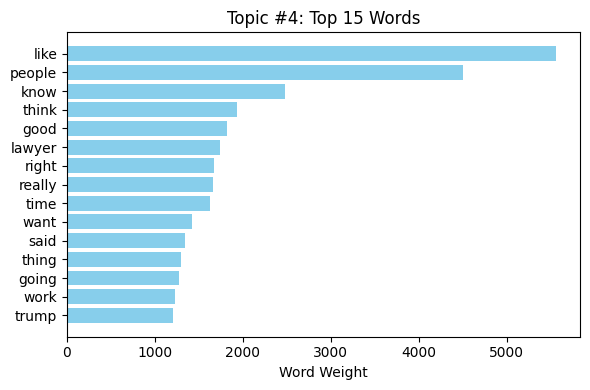 Topic #4: Top 15 Words
like
people
know
think
good
lawyer
right
really
time
want
said
thing
going
work
trump
0 1000 2000 3000 4000 5000
Word Weight